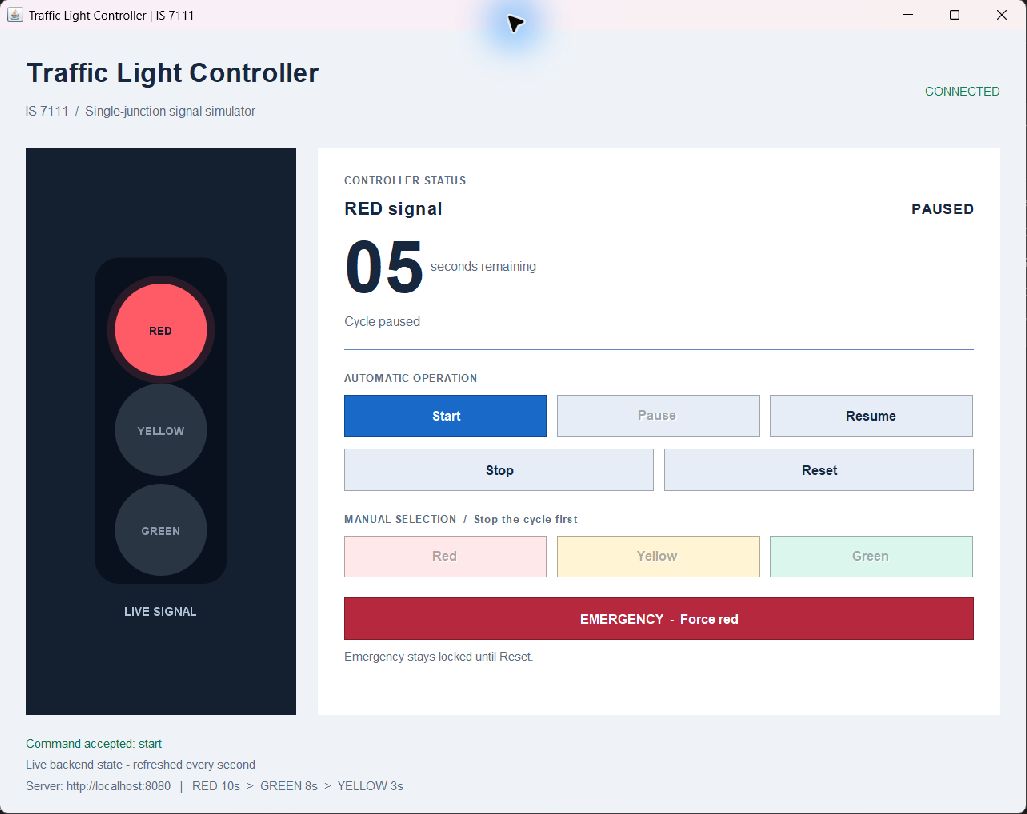 Traffic Light Controller | IS 7111
Traffic Light Controller
IS 7111 / Single-junction signal simulator
CONNECTED
RED
YELLOW
GREEN
LIVE SIGNAL
CONTROLLER STATUS
RED signal
PAUSED
05 seconds remaining
Cycle paused
AUTOMATIC OPERATION
Start Pause Resume
Stop Reset
MANUAL SELECTION / Stop the cycle first
Red Yellow Green
EMERGENCY - Force red
Emergency stays locked until Reset.
Command accepted: start
Live backend state - refreshed every second
Server: http://localhost:8080 | RED 10s > GREEN 8s > YELLOW 3s